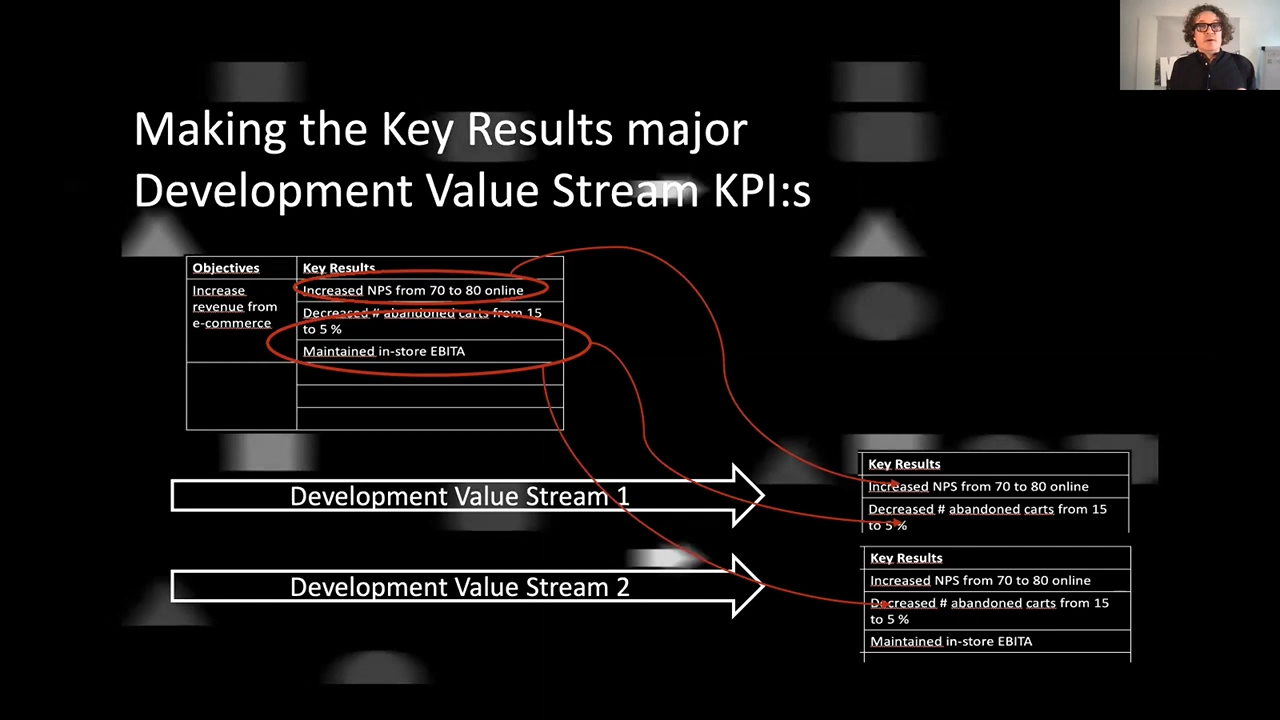 Making the Key Results major
Development Value Stream KPI:s
Objectives
Key Results
Increase
revenue from
e-commerce
Increased NPS from 70 to 80 online
Decreased # abandoned carts from 15
to 5 %
Maintained in-store EBITA
Development Value Stream 1
Key Results
Increased NPS from 70 to 80 online
Decreased # abandoned carts from 15
to 5 %
Development Value Stream 2
Key Results
Increased NPS from 70 to 80 online
Decreased # abandoned carts from 15
to 5 %
Maintained in-store EBITA